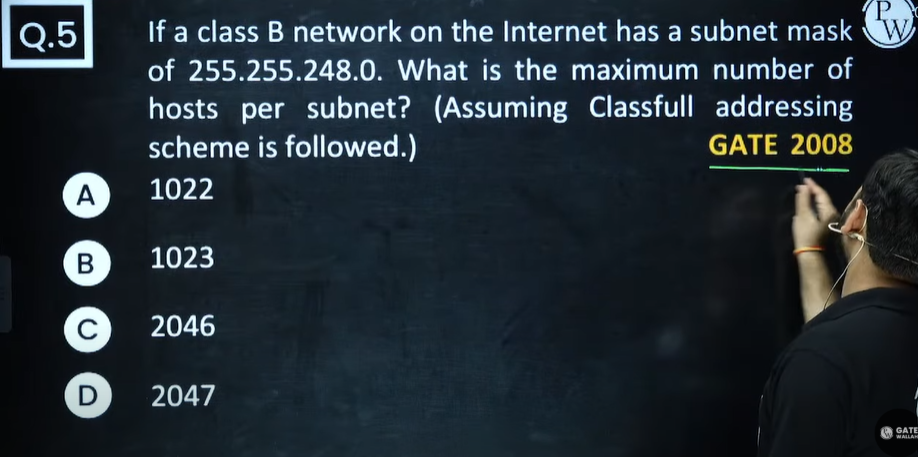 Q.5
If a class B network on the Internet has a subnet mask
of 255.255.248.0. What is the maximum number of
hosts per subnet? (Assuming Classfull addressing
scheme is followed.)
GATE 2008
A 1022
B 1023
C 2046
D 2047
PW
GATE
WALLAH